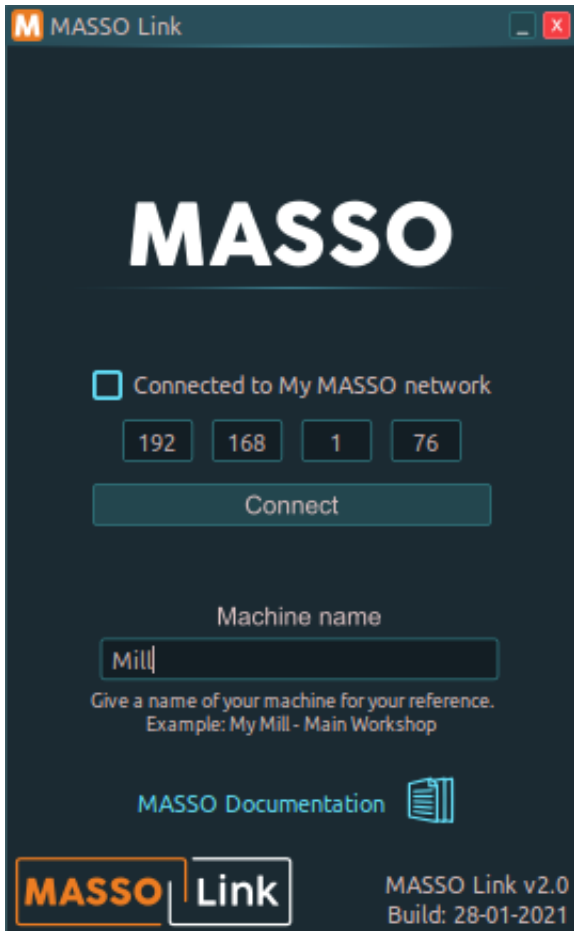 M MASSO Link _ X
MASSO
Connected to My MASSO network
192 168 1 76
Connect
Machine name
Mill
Give a name of your machine for your reference.
Example: My Mill - Main Workshop
MASSO Documentation
MASSO Link
MASSO Link v2.0
Build: 28-01-2021